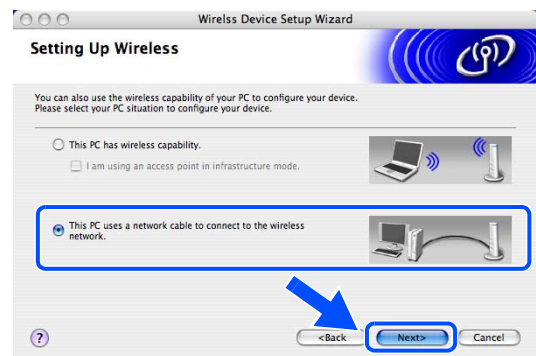 Wirelss Device Setup Wizard
Setting Up Wireless
You can also use the wireless capability of your PC to configure your device.
Please select your PC situation to configure your device.
This PC has wireless capability.
I am using an access point in infrastructure mode.
This PC uses a network cable to connect to the wireless
network.
?
<Back Next> Cancel